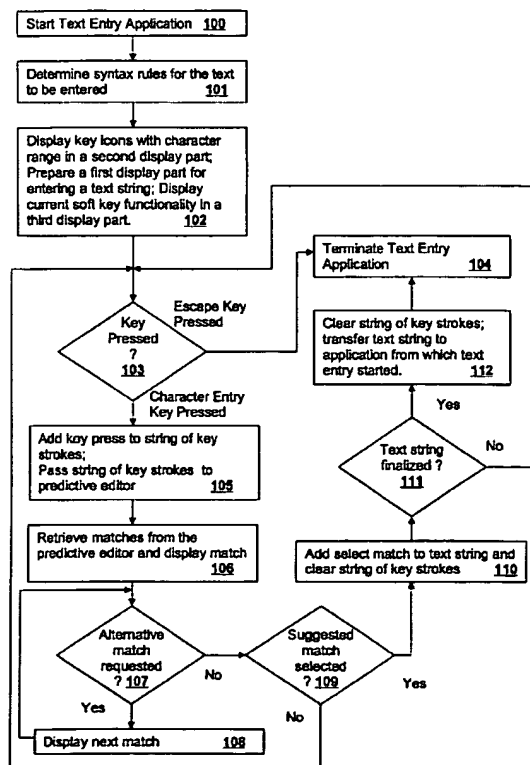 Start Text Entry Application 100
Determine syntax rules for the text
to be entered 101
Display key icons with character
range in a second display part;
Prepare a first display part for
entering a text string; Display
current soft key functionality in a
third display part. 102
Key
Pressed
?
103
Escape Key
Pressed
Terminate Text Entry
Application 104
Character Entry
Key Pressed
Add key press to string of key
strokes;
Pass string of key strokes to
predictive editor 105
Retrieve matches from the
predictive editor and display match
106
Alternative
match
requested
? 107
Yes
No
Display next match 108
Suggested
match
selected
? 109
No
Yes
Add select match to text string and
clear string of key strokes 110
Text string
finalized ?
111
No
Yes
Clear string of key strokes;
transfer text string to
application from which text
entry started. 112